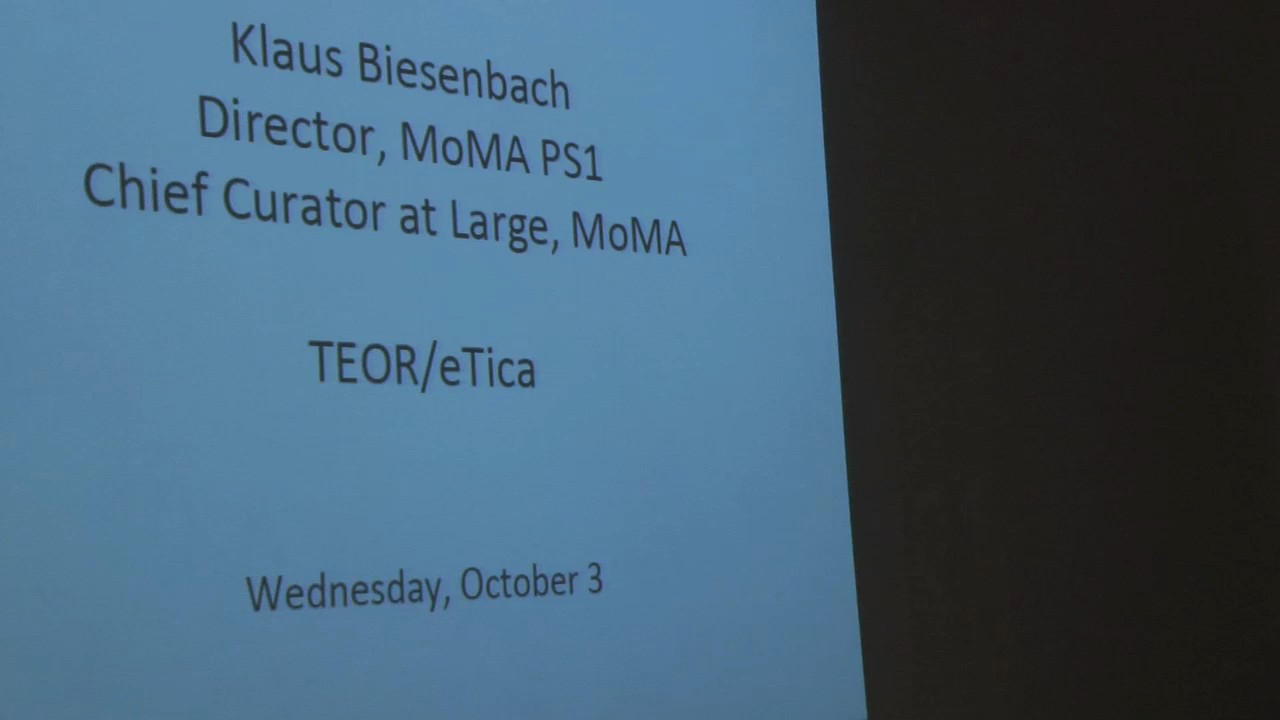 Klaus Biesenbach
Director, MoMA PS1
Chief Curator at Large, MoMA
TEOR/eTica
Wednesday, October 3